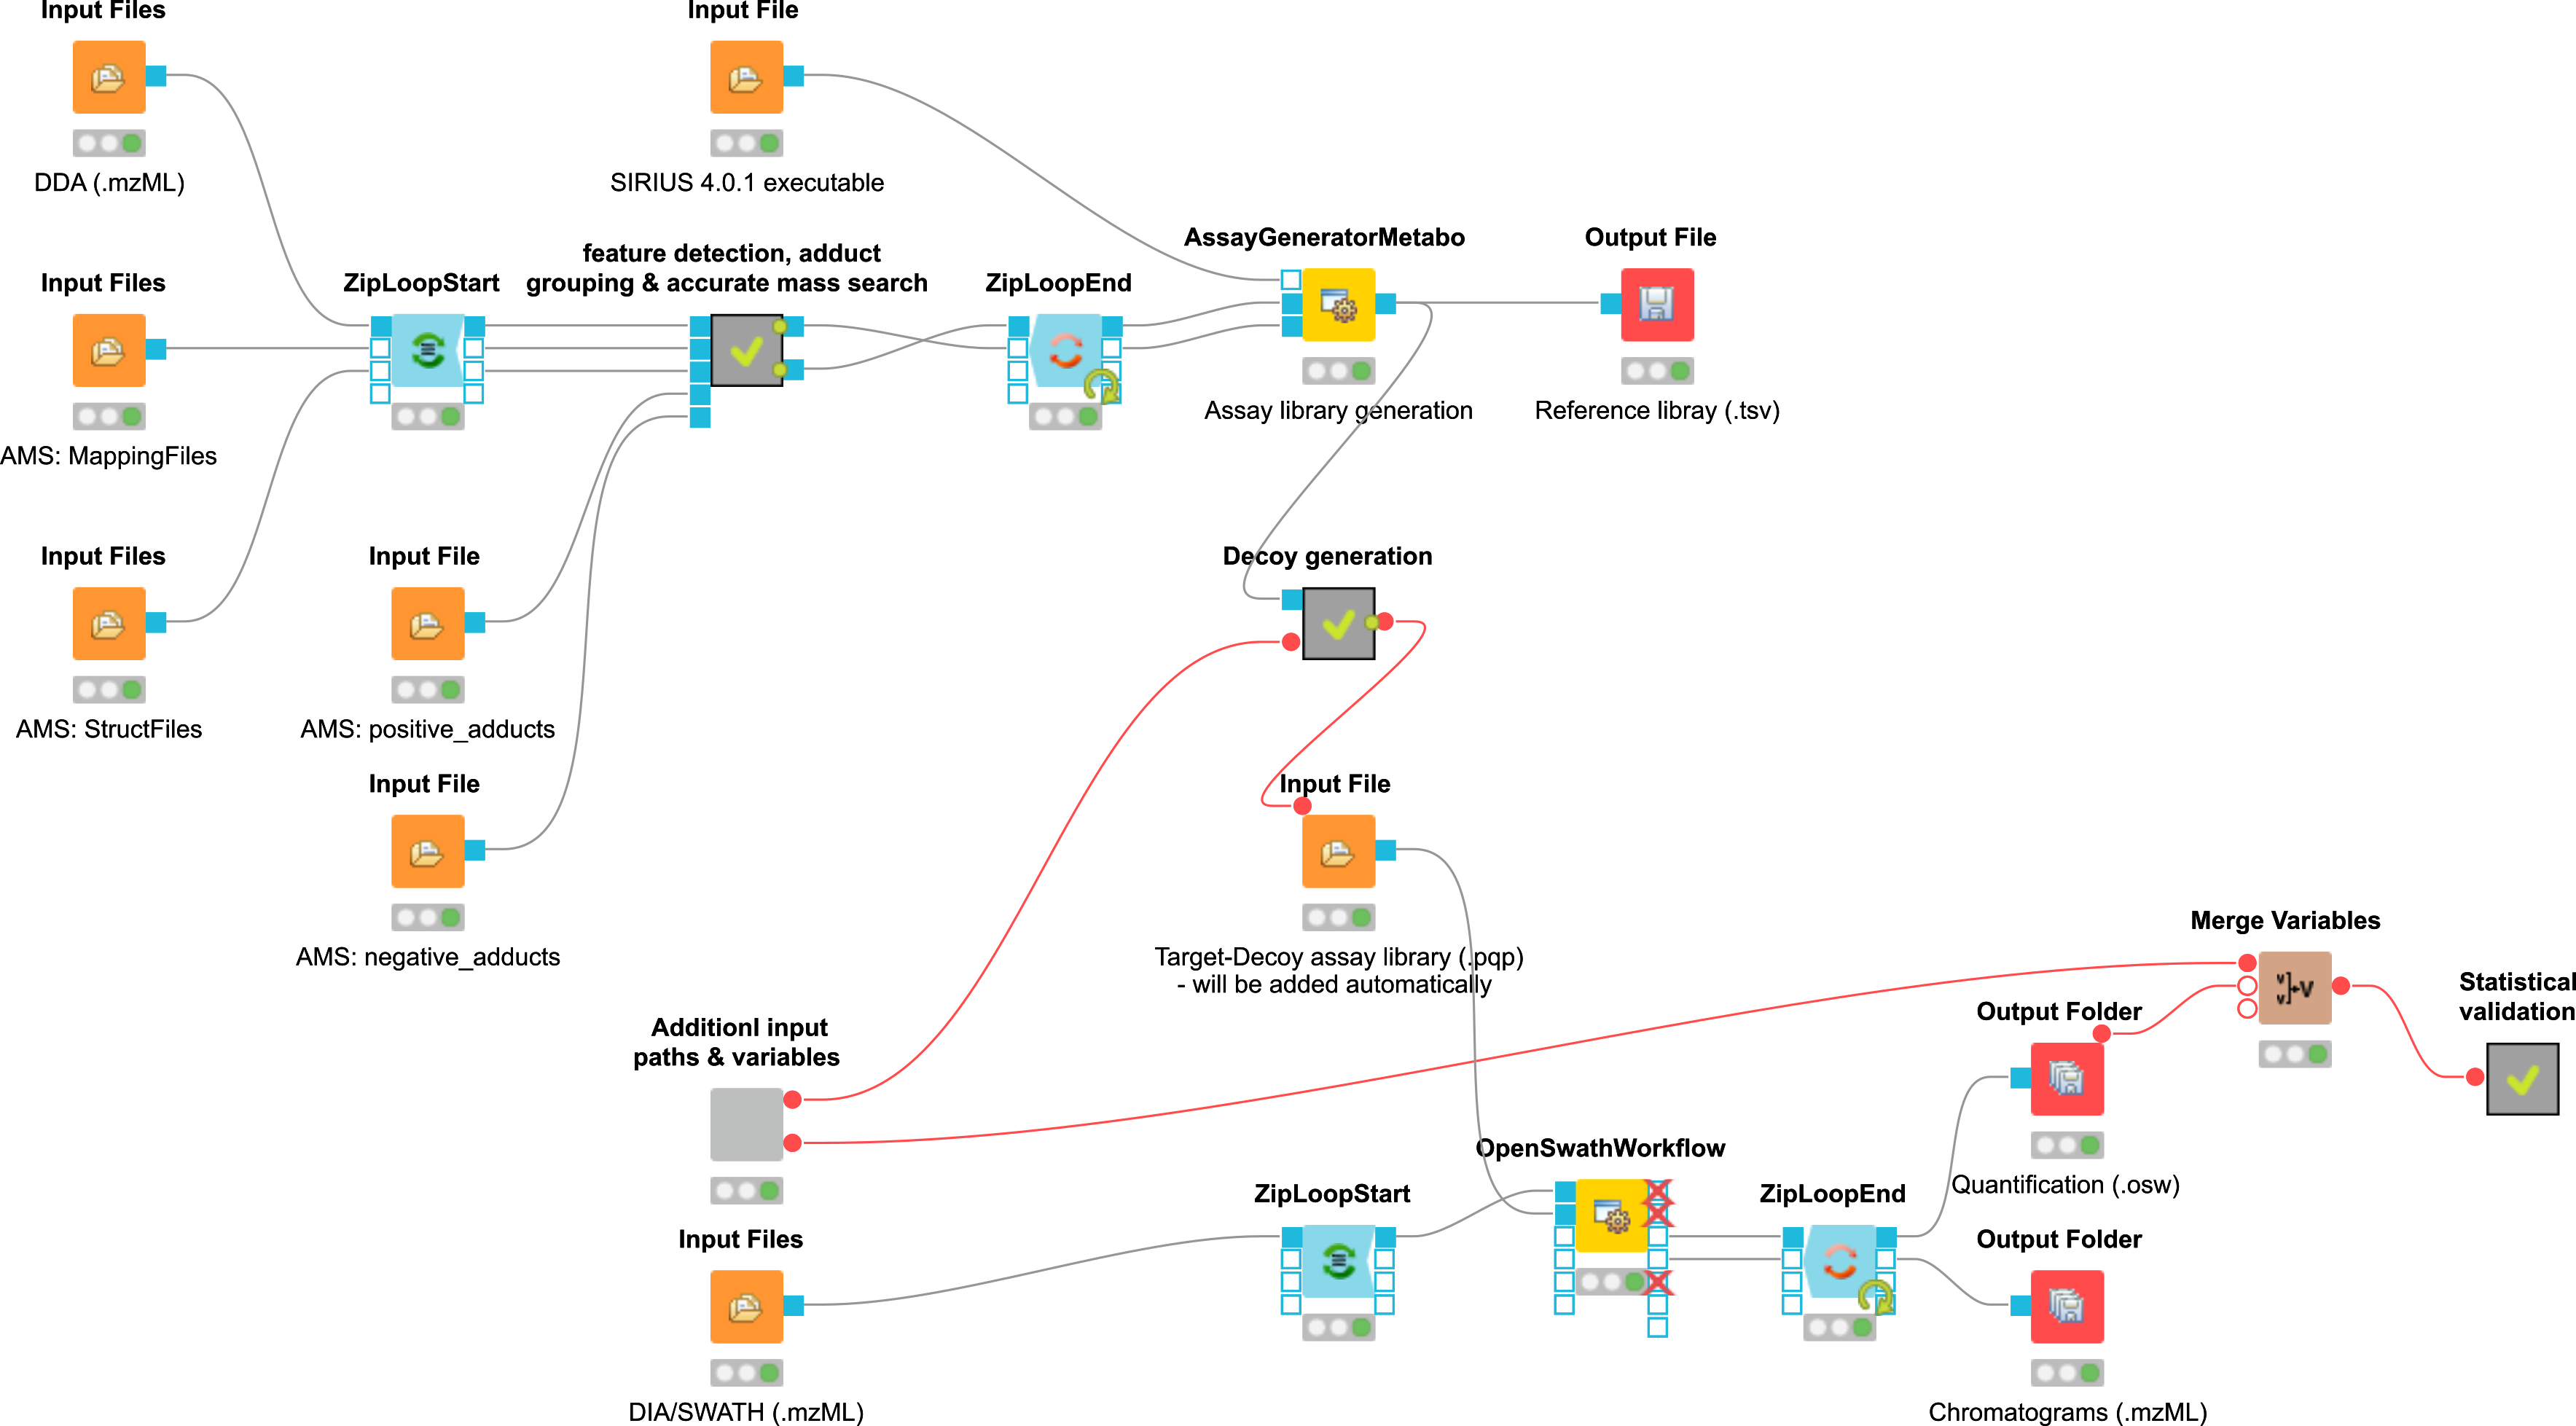 Input Files
DDA (.mzML)
Input File
SIRIUS 4.0.1 executable
Input Files
AMS: MappingFiles
ZipLoopStart
feature detection, adduct
grouping & accurate mass search
ZipLoopEnd
AssayGeneratorMetabo
Assay library generation
Output File
Reference libray (.tsv)
Input Files
AMS: StructFiles
Input File
AMS: positive_adducts
Decoy generation
Input File
AMS: negative_adducts
Input File
Target-Decoy assay library (.pqp)
- will be added automatically
Additionl input
paths & variables
Merge Variables
Statistical
validation
Output Folder
Quantification (.osw)
Input Files
DIA/SWATH (.mzML)
ZipLoopStart
OpenSwathWorkflow
ZipLoopEnd
Output Folder
Chromatograms (.mzML)